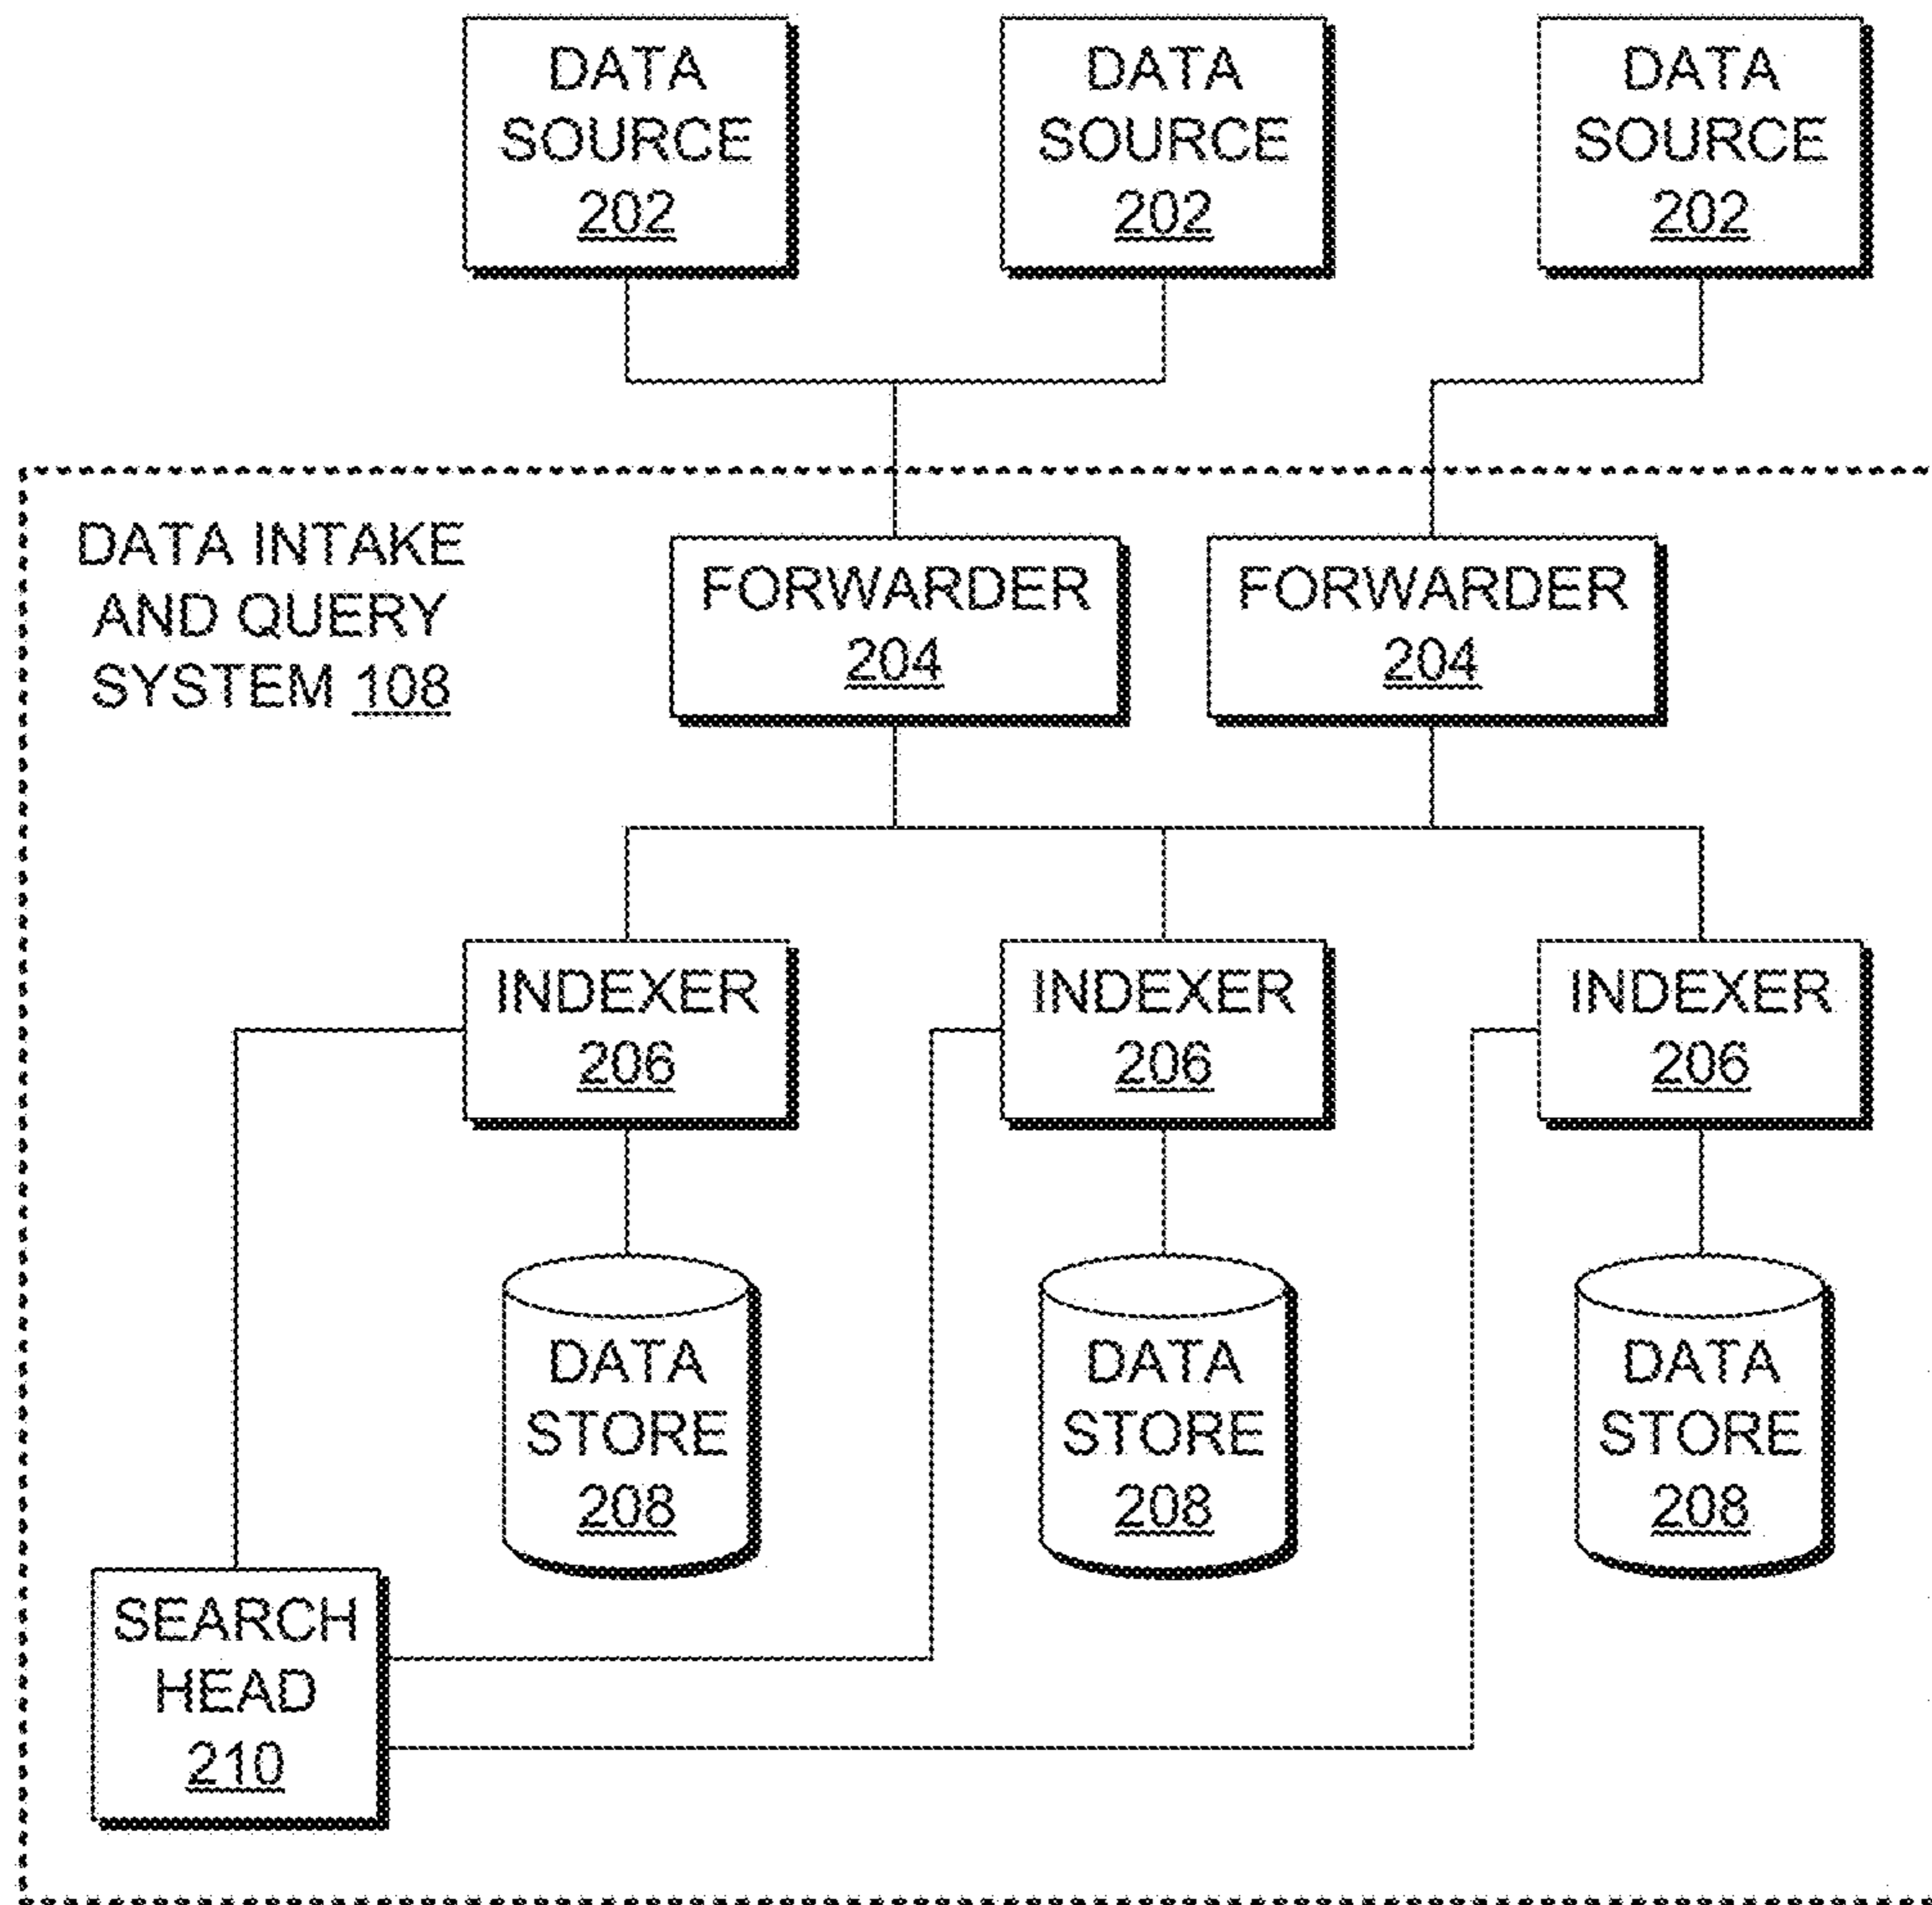 DATA
SOURCE
202
DATA
SOURCE
202
DATA
SOURCE
202
DATA INTAKE
AND QUERY
SYSTEM 108
FORWARDER
204
FORWARDER
204
INDEXER
206
INDEXER
206
INDEXER
206
DATA
STORE
208
DATA
STORE
208
DATA
STORE
208
SEARCH
HEAD
210